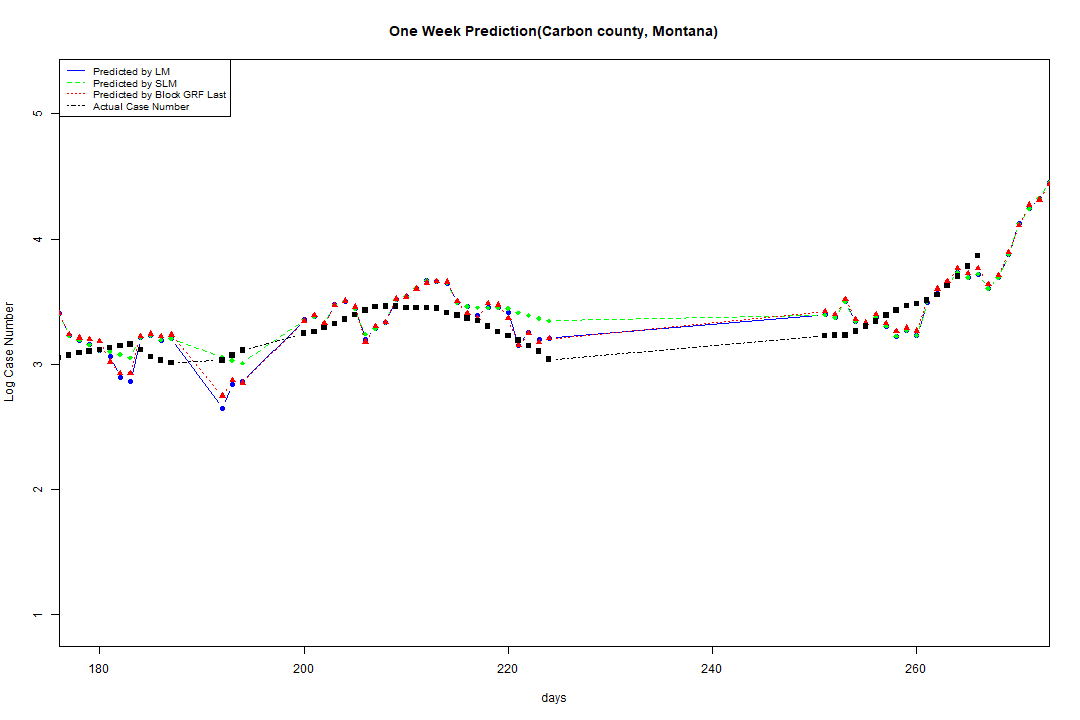 One Week Prediction(Carbon county, Montana)
Predicted by LM
Predicted by SLM
Predicted by Block GRF Last
Actual Case Number
5
4
3
2
1
Log Case Number
180 200 220 240 260
days